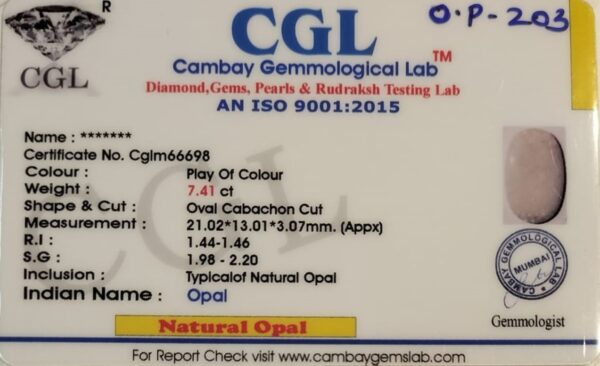 R
CGL
CGL
O.P-203
Cambay Gemmological Lab TM
Diamond,Gems, Pearls & Rudraksh Testing Lab
AN ISO 9001:2015
Name : *******
Certificate No. Cglm66698
Colour : Play Of Colour
Weight : 7.41 ct
Shape & Cut : Oval Cabachon Cut
Measurement : 21.02*13.01*3.07mm. (Appx)
R.I : 1.44-1.46
S.G : 1.98 - 2.20
Inclusion : Typicalof Natural Opal
Indian Name : Opal
Natural Opal
CAMBAY GEMMOLOGICAL LAB
MUMBAI
Gemmologist
For Report Check visit www.cambaygemslab.com
CGL